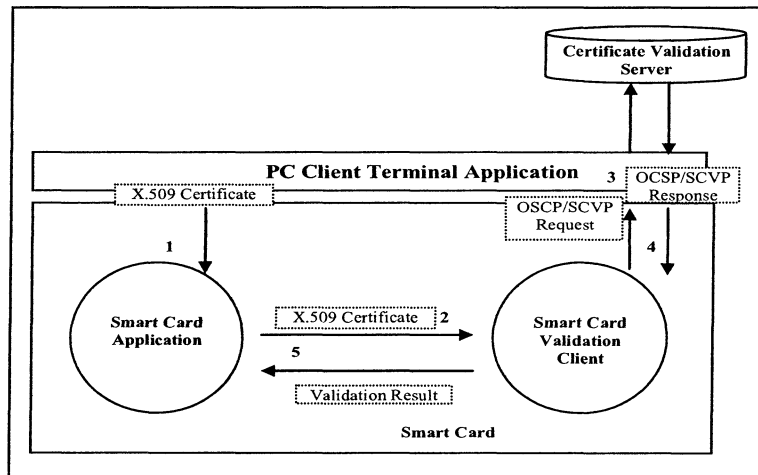 Certificate Validation
Server
PC Client Terminal Application
3
OCSP/SCVP
Response
X.509 Certificate
OSCP/SCVP
Request
1
4
Smart Card
Application
X.509 Certificate
2
Smart Card
Validation
Client
5
Validation Result
Smart Card